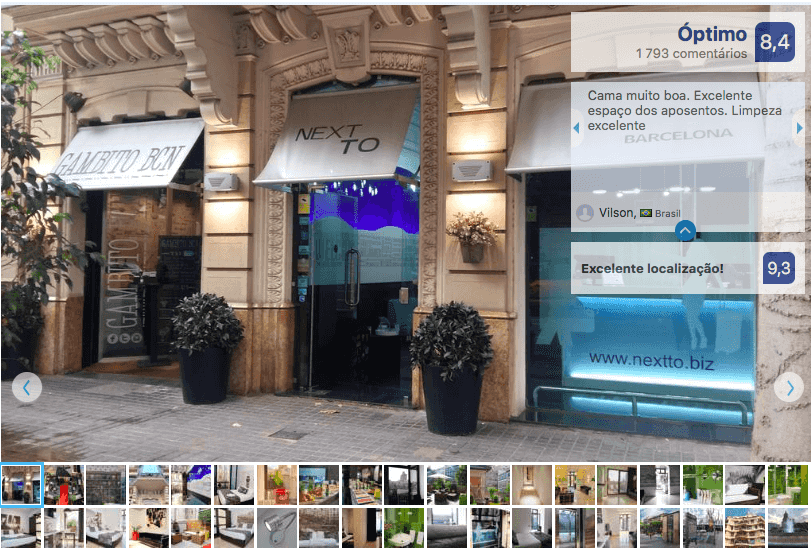 Óptimo
8,4
1 793 comentários
Cama muito boa. Excelente
espaço dos aposentos. Limpeza
excelente
Vilson,
Brasil
Excelente localização!
9,3
GAMBITO BCN
NEXT
TO
BARCELONA
GAMBITO
www.nextto.biz